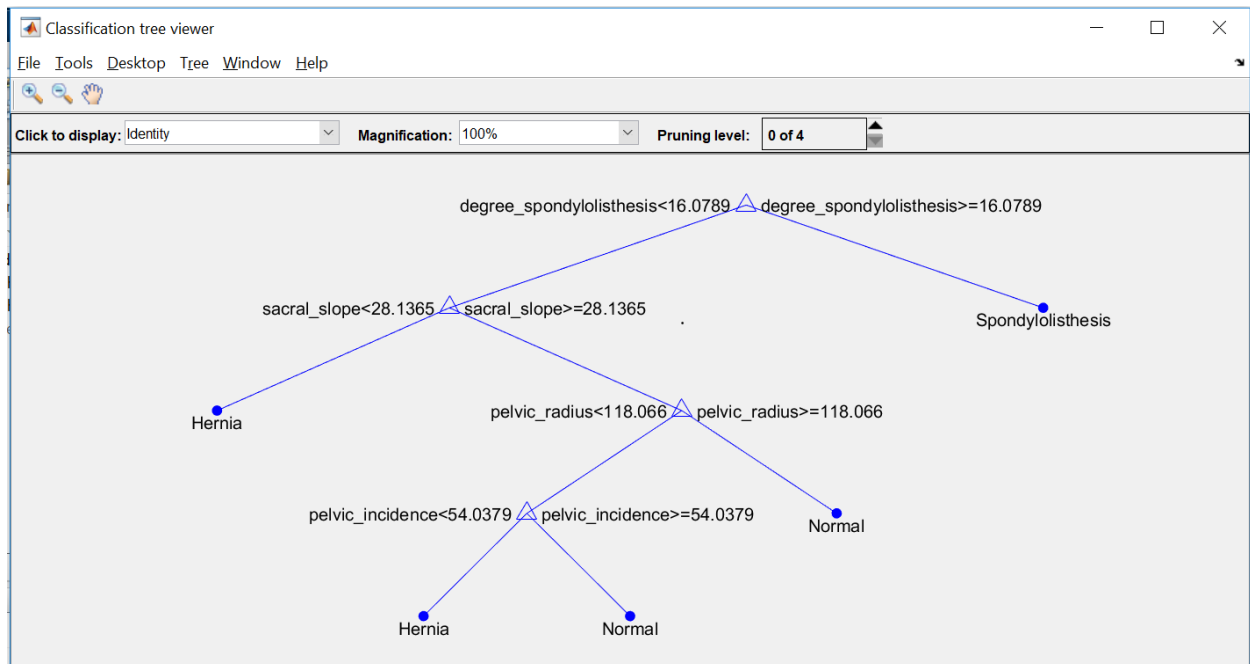 Classification tree viewer
File Tools Desktop Tree Window Help
Click to display: Identity Magnification: 100% Pruning level: 0 of 4
degree_spondylolisthesis<16.0789 degree_spondylolisthesis>=16.0789
sacral_slope<28.1365 sacral_slope>=28.1365
Spondylolisthesis
pelvic_radius<118.066 pelvic_radius>=118.066
Hernia
pelvic_incidence<54.0379 pelvic_incidence>=54.0379
Normal
Hernia Normal